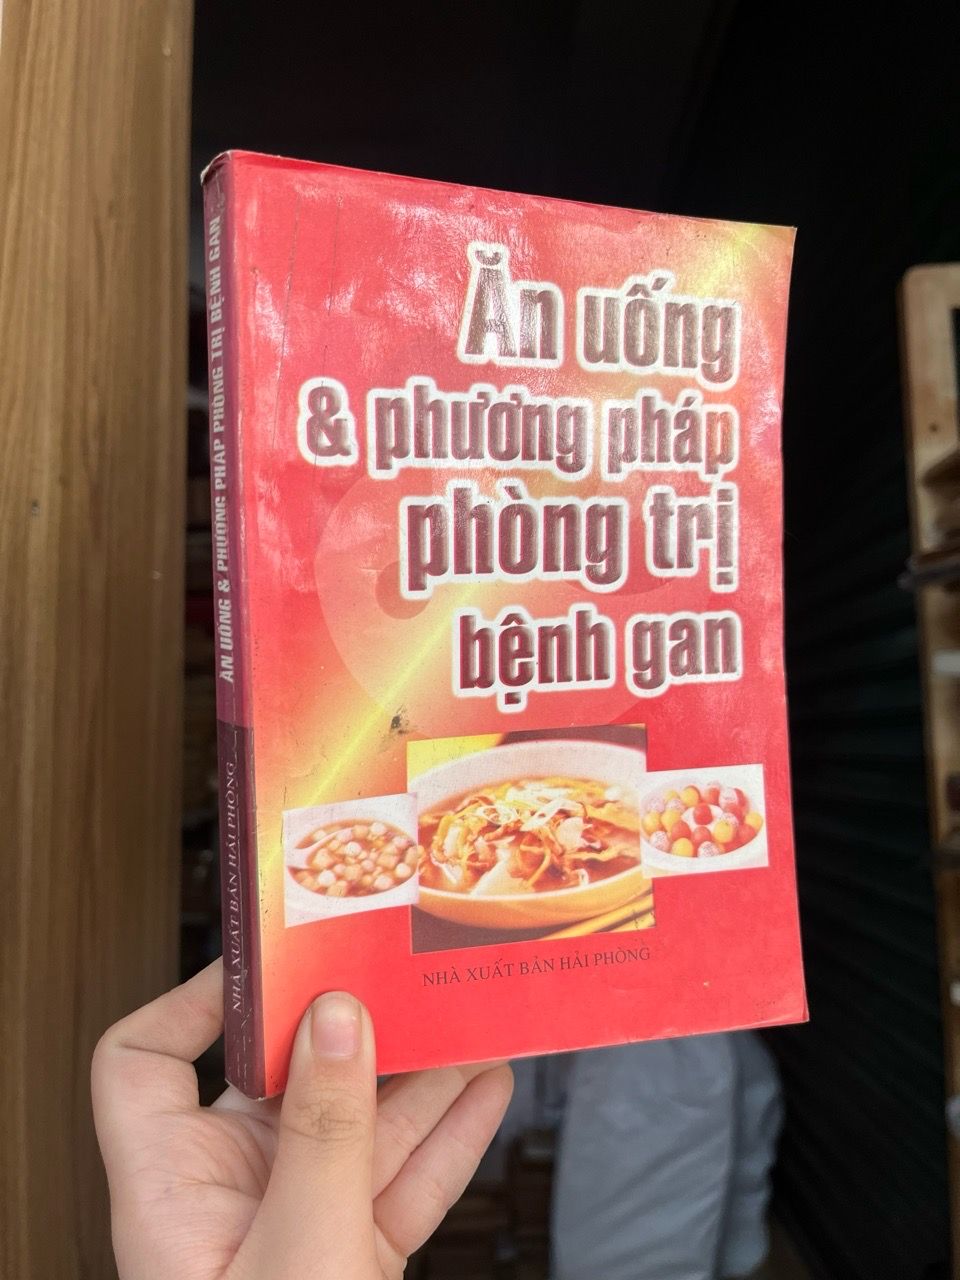 Ăn uống
& phương pháp
phòng trị
bệnh gan
NHÀ XUẤT BẢN HẢI PHÒNG
ĂN UỐNG & PHƯƠNG PHÁP PHÒNG TRỊ BỆNH GAN
NHÀ XUẤT BẢN HẢI PHÒNG